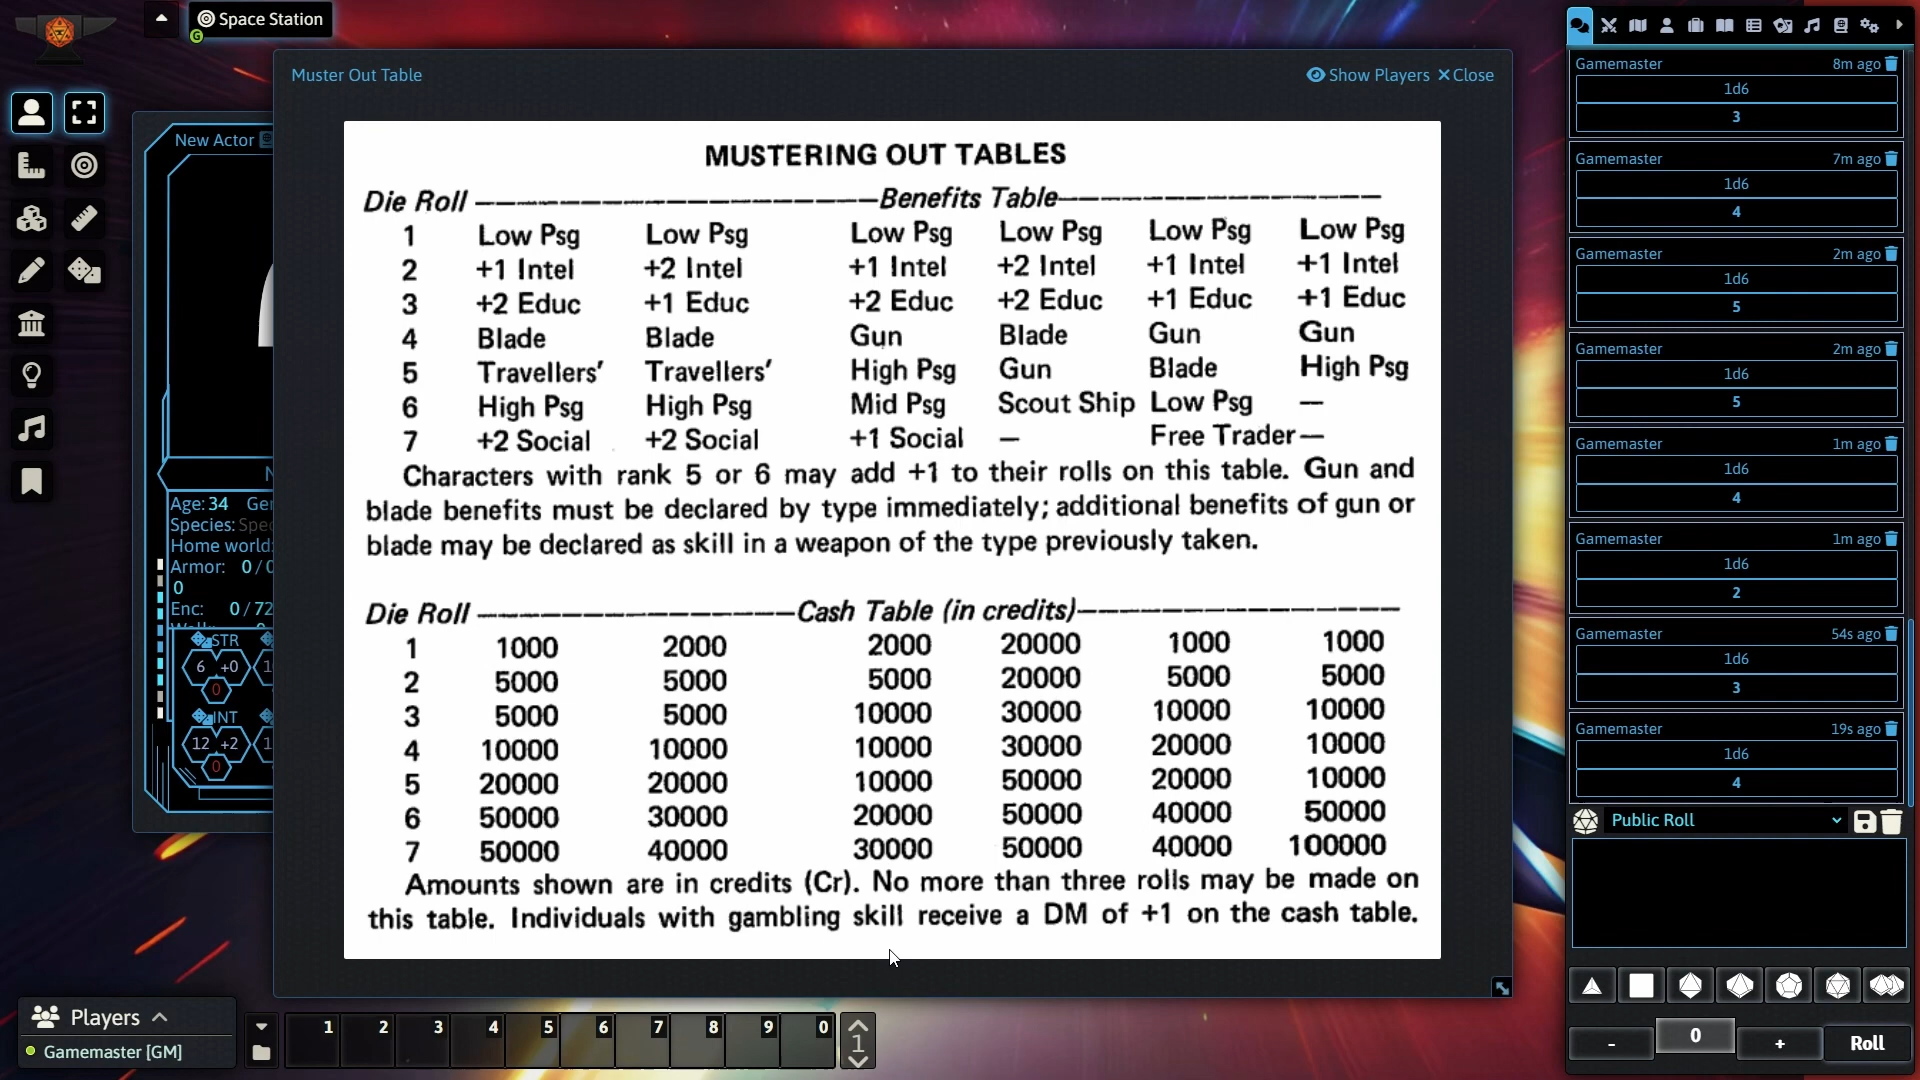 Space Station
G
Muster Out Table
Show Players
Close
New Actor
Age: 34
Species:
Home world:
Armor: 0 /
0
Enc: 0 / 72
STR
6 +0
0
INT
12 +2
0
MUSTERING OUT TABLES
Die Roll Benefits Table
1 Low Psg Low Psg Low Psg Low Psg Low Psg Low Psg
2 +1 Intel +2 Intel +1 Intel +2 Intel +1 Intel +1 Intel
3 +2 Educ +1 Educ +2 Educ +2 Educ +1 Educ +1 Educ
4 Blade Blade Gun Blade Gun Gun
5 Travellers' Travellers' High Psg Gun Blade High Psg
6 High Psg High Psg Mid Psg Scout Ship Low Psg —
7 +2 Social +2 Social +1 Social — Free Trader —
Characters with rank 5 or 6 may add +1 to their rolls on this table. Gun and
blade benefits must be declared by type immediately; additional benefits of gun or
blade may be declared as skill in a weapon of the type previously taken.
Die Roll Cash Table (in credits)
1 1000 2000 2000 20000 1000 1000
2 5000 5000 5000 20000 5000 5000
3 5000 5000 10000 30000 10000 10000
4 10000 10000 10000 30000 20000 10000
5 20000 20000 10000 50000 20000 10000
6 50000 30000 20000 50000 40000 50000
7 50000 40000 30000 50000 40000 100000
Amounts shown are in credits (Cr). No more than three rolls may be made on
this table. Individuals with gambling skill receive a DM of +1 on the cash table.
Gamemaster 8m ago
1d6
3
Gamemaster 7m ago
1d6
4
Gamemaster 2m ago
1d6
5
Gamemaster 2m ago
1d6
5
Gamemaster 1m ago
1d6
4
Gamemaster 1m ago
1d6
2
Gamemaster 54s ago
1d6
3
Gamemaster 19s ago
1d6
4
Public Roll
- 0 + Roll
Players
Gamemaster [GM]
1 2 3 4 5 6 7 8 9 0
1